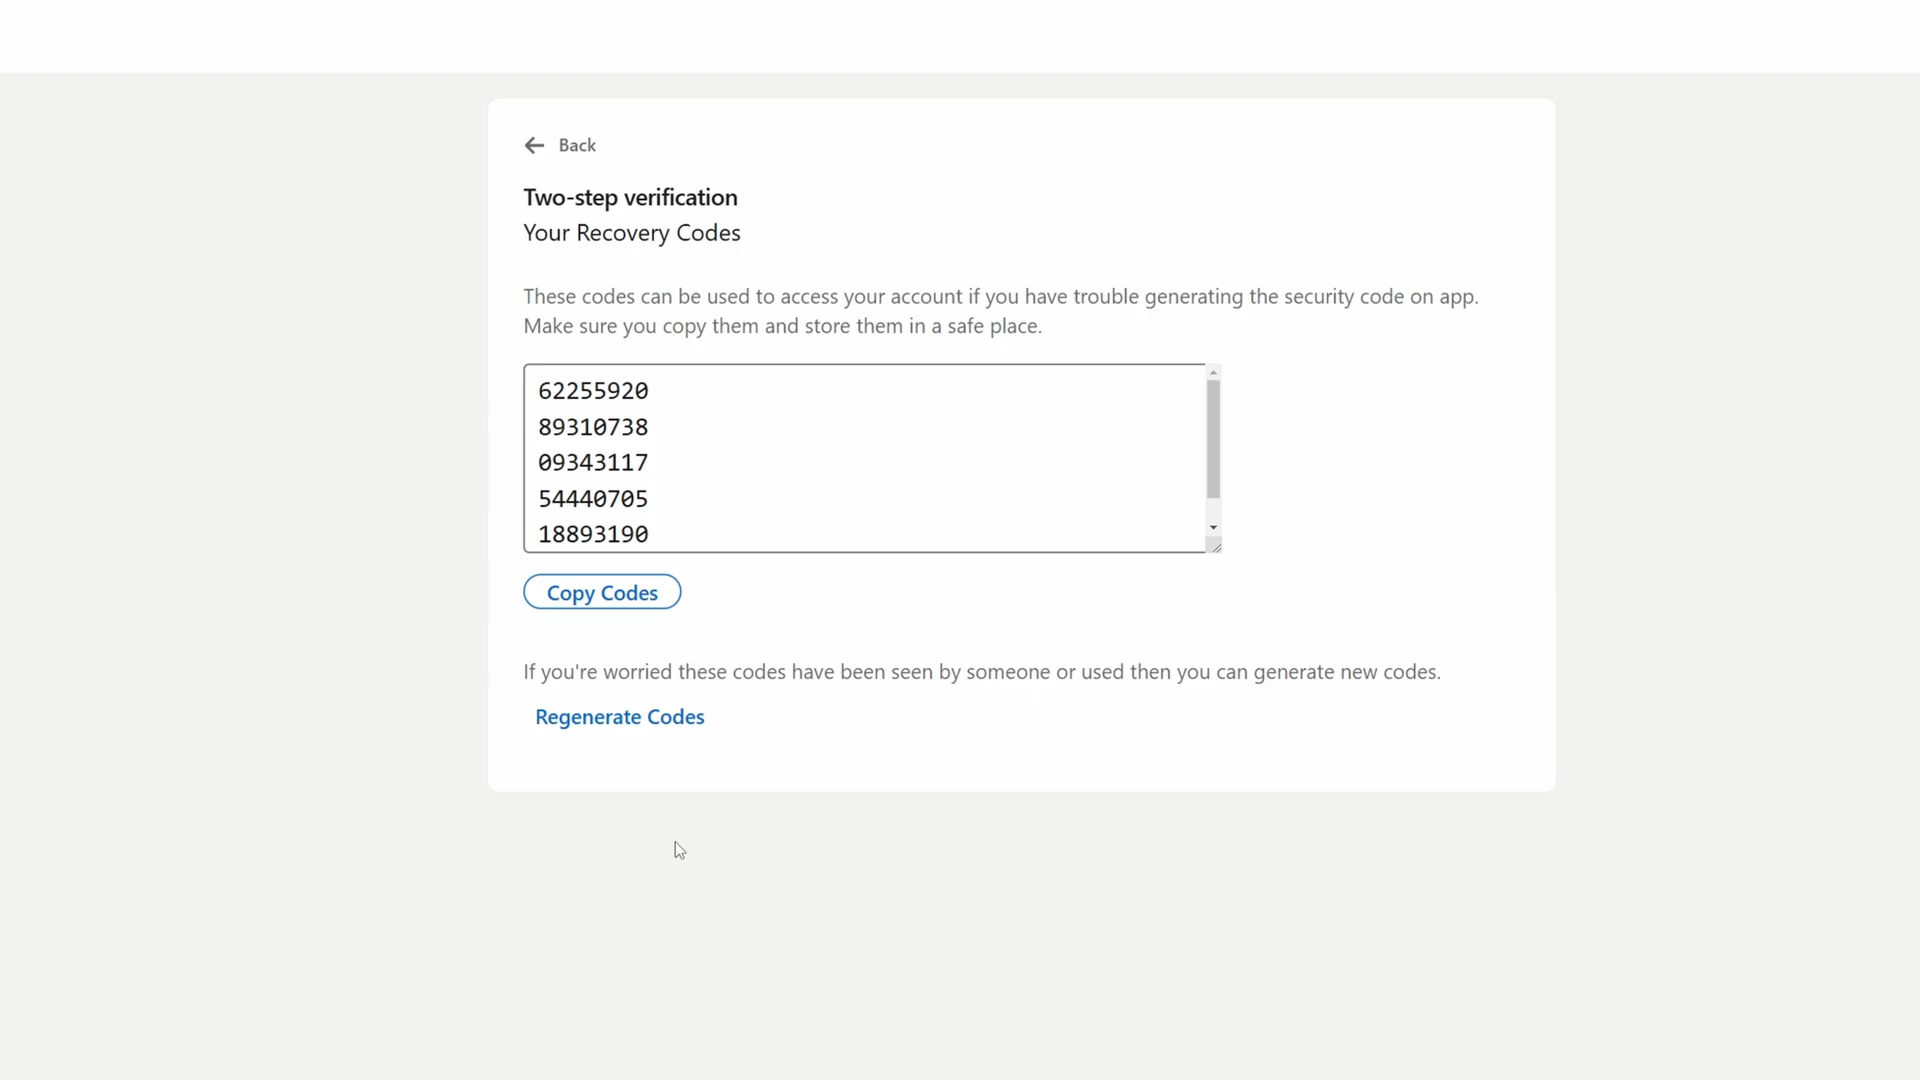 Back
Two-step verification
Your Recovery Codes
These codes can be used to access your account if you have trouble generating the security code on app.
Make sure you copy them and store them in a safe place.
62255920
89310738
09343117
54440705
18893190
Copy Codes
If you're worried these codes have been seen by someone or used then you can generate new codes.
Regenerate Codes